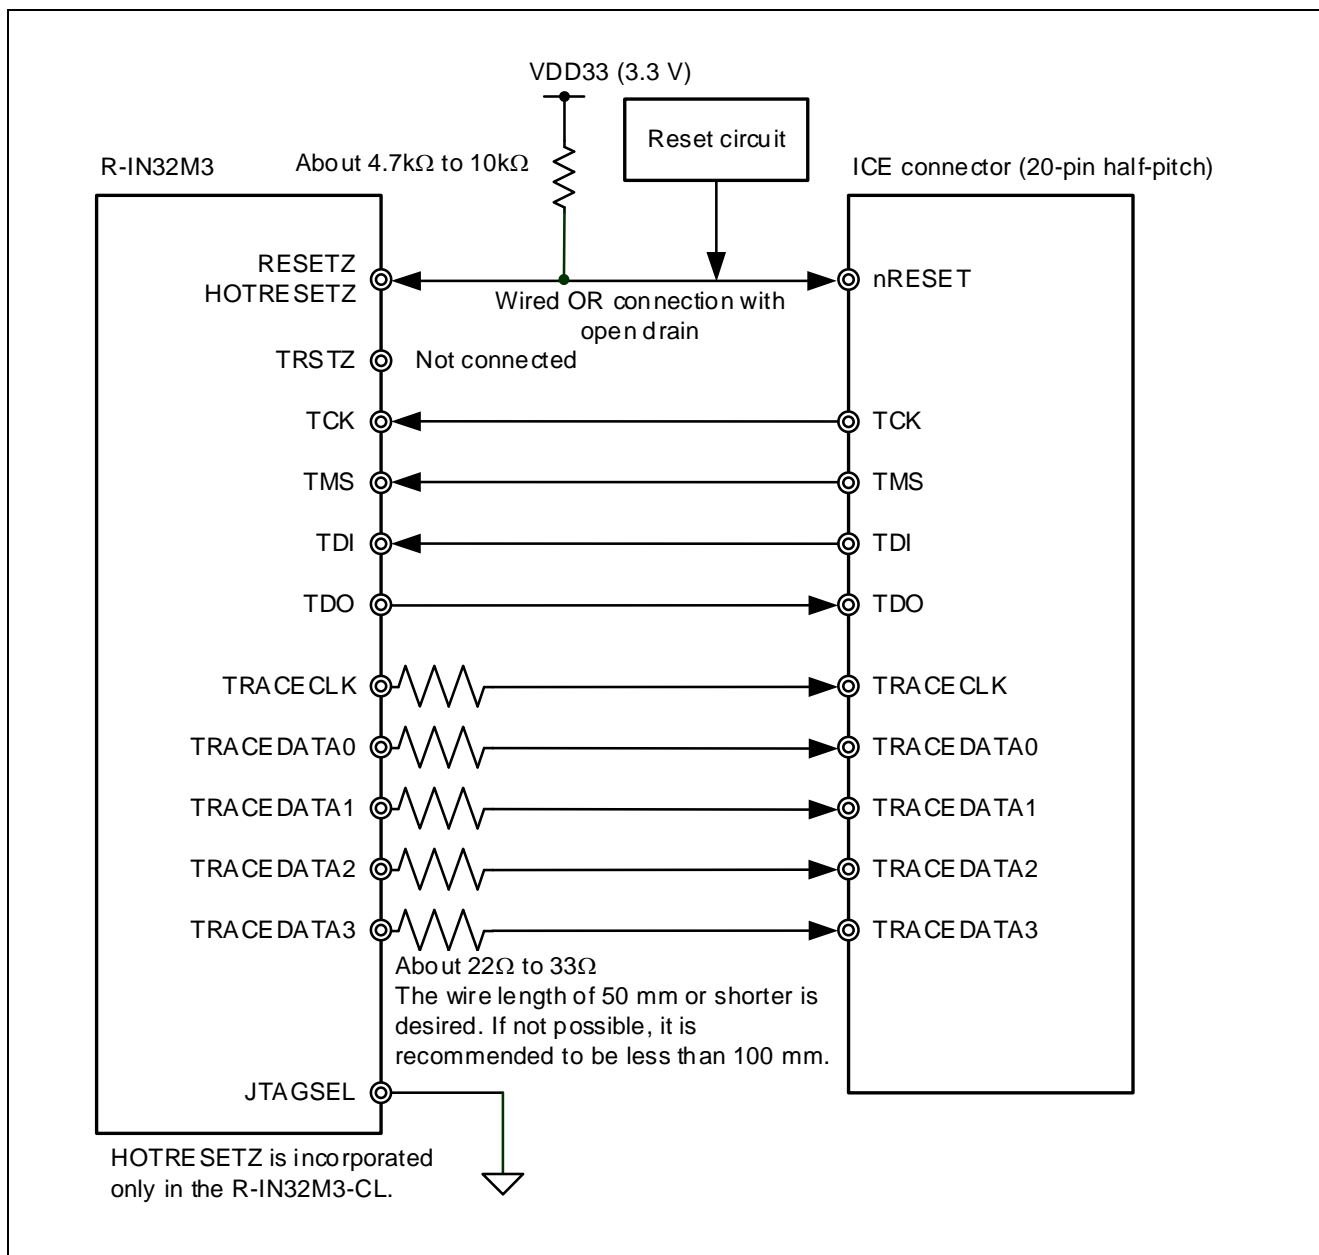 VDD33 (3.3 V)
Reset circuit
R-IN32M3
About 4.7kΩ to 10kΩ
ICE connector (20-pin half-pitch)
RESETZ
HOTRESETZ
nRESET
Wired OR connection with
open drain
TRSTZ
Not connected
TCK
TCK
TMS
TMS
TDI
TDI
TDO
TDO
TRACECLK
TRACECLK
TRACEDATA0
TRACEDATA0
TRACEDATA1
TRACEDATA1
TRACEDATA2
TRACEDATA2
TRACEDATA3
TRACEDATA3
About 22Ω to 33Ω
The wire length of 50 mm or shorter is
desired. If not possible, it is
recommended to be less than 100 mm.
JTAGSEL
HOTRESETZ is incorporated
only in the R-IN32M3-CL.